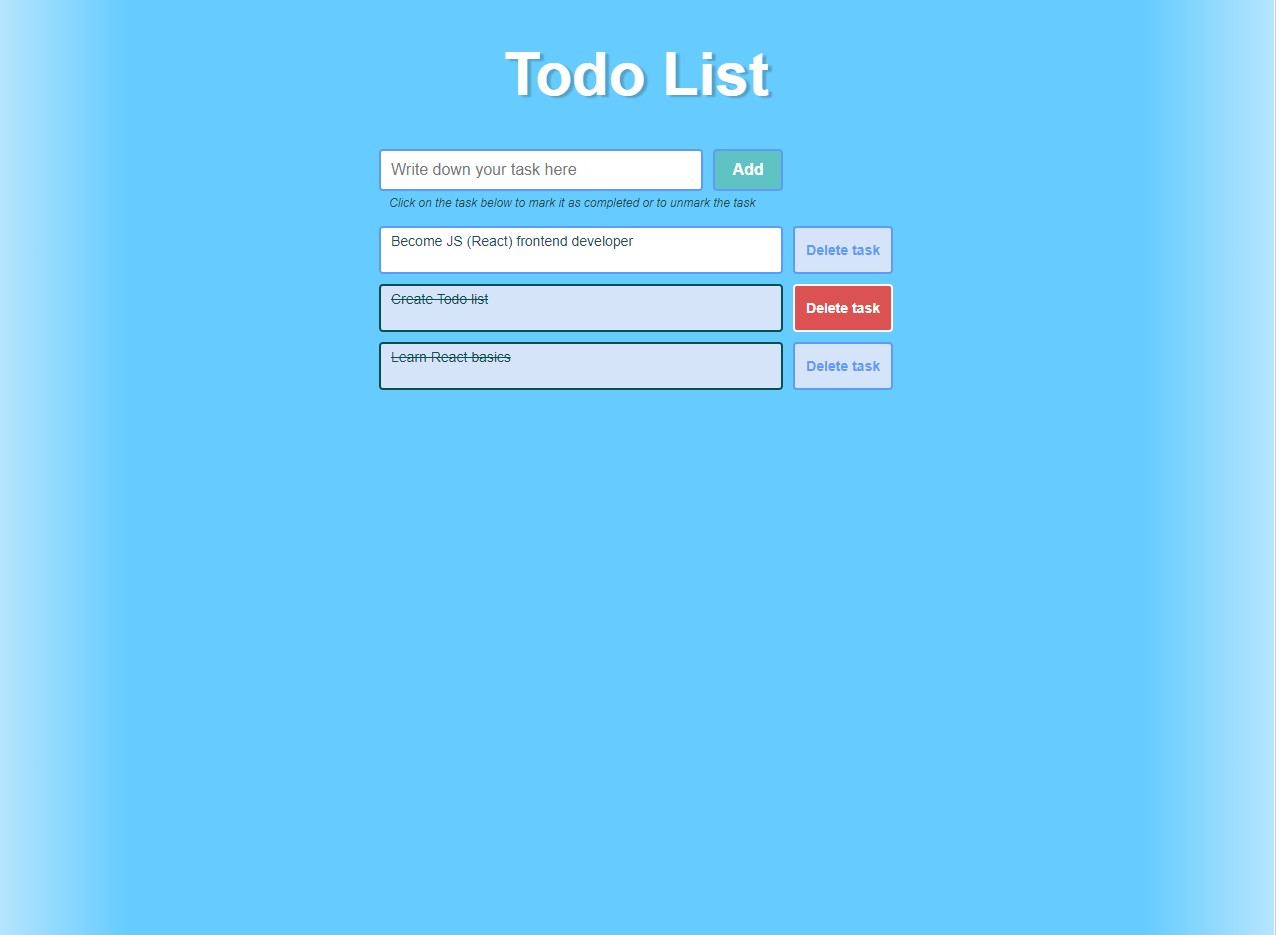 Todo List
Write down your task here Add
Click on the task below to mark it as completed or to unmark the task
Become JS (React) frontend developer Delete task
Create Todo list Delete task
Learn React basics Delete task